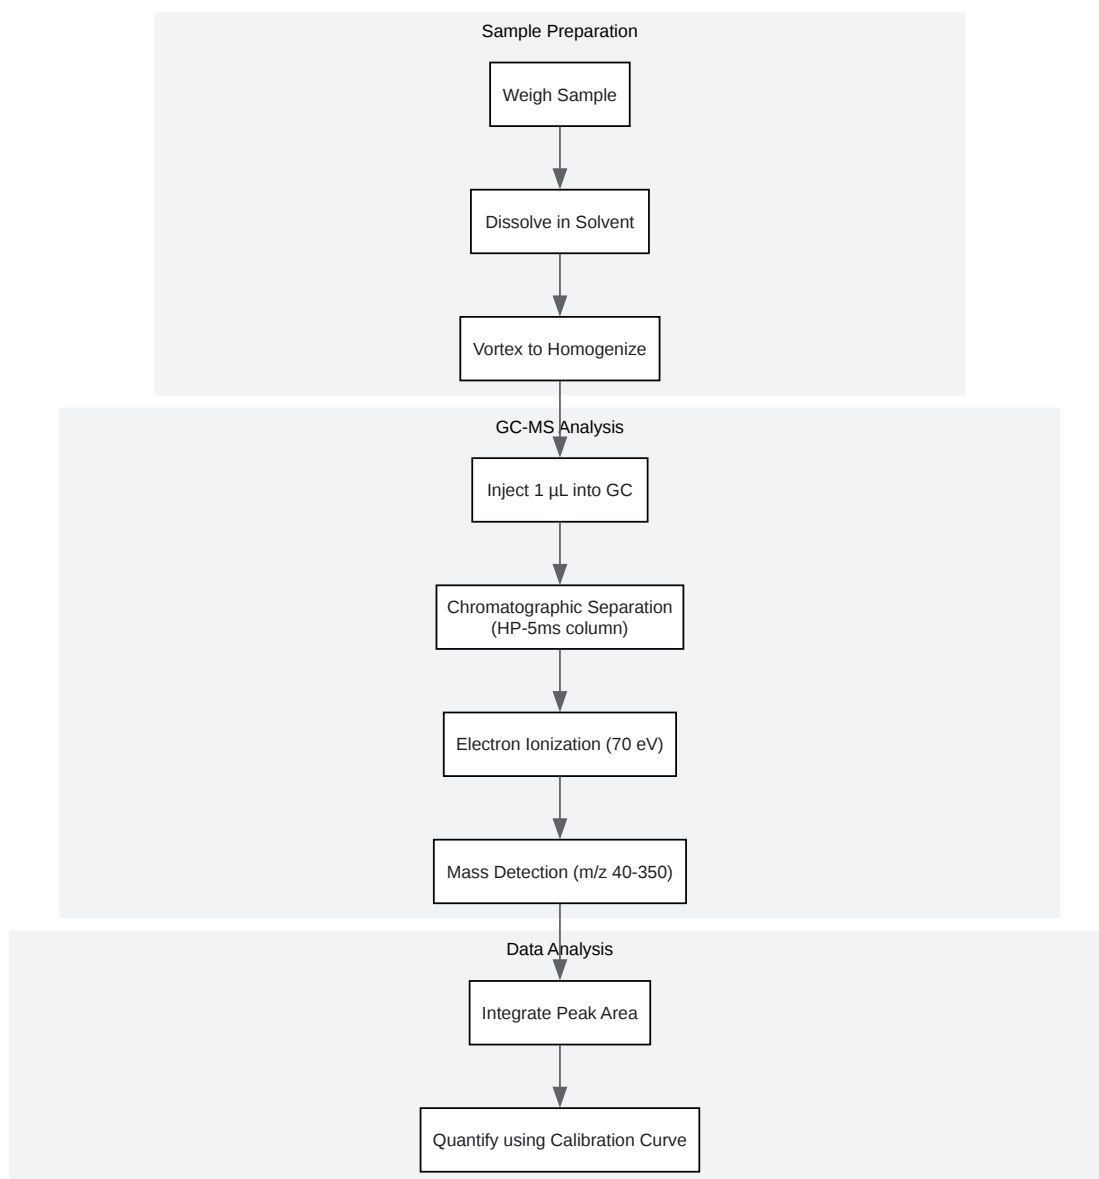 Sample Preparation
Weigh Sample
Dissolve in Solvent
Vortex to Homogenize
GC-MS Analysis
Inject 1 µL into GC
Chromatographic Separation
(HP-5ms column)
Electron Ionization (70 eV)
Mass Detection (m/z 40-350)
Data Analysis
Integrate Peak Area
Quantify using Calibration Curve